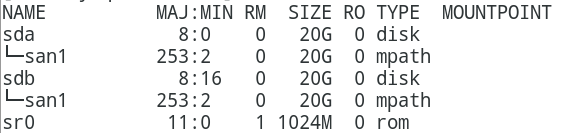 NAME MAJ:MIN RM SIZE RO TYPE MOUNTPOINT
sda 8:0 0 20G 0 disk
└─san1 253:2 0 20G 0 mpath
sdb 8:16 0 20G 0 disk
└─san1 253:2 0 20G 0 mpath
sr0 11:0 1 1024M 0 rom